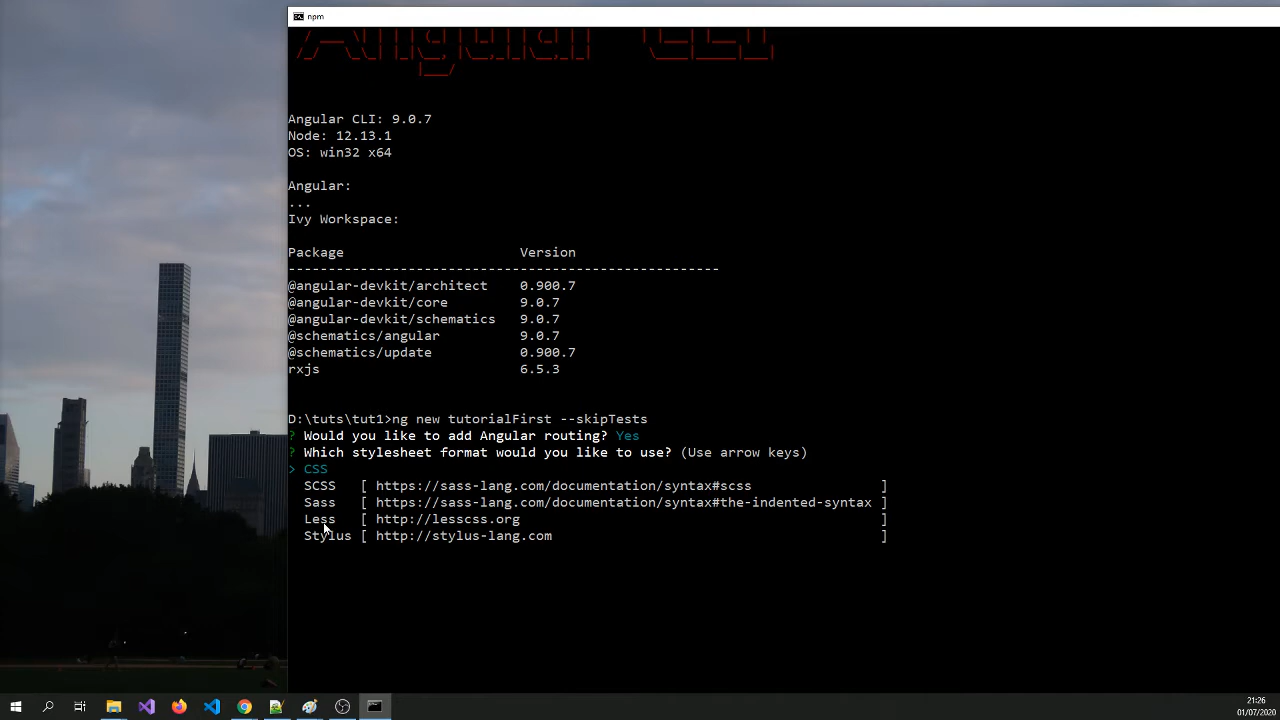 npm
Angular CLI: 9.0.7
Node: 12.13.1
OS: win32 x64
Angular:
...
Ivy Workspace:
Package Version
------------------------------------------------------
@angular-devkit/architect 0.900.7
@angular-devkit/core 9.0.7
@angular-devkit/schematics 9.0.7
@schematics/angular 9.0.7
@schematics/update 0.900.7
rxjs 6.5.3
D:\tuts\tut1>ng new tutorialFirst --skipTests
? Would you like to add Angular routing? Yes
? Which stylesheet format would you like to use? (Use arrow keys)
> CSS
SCSS [ https://sass-lang.com/documentation/syntax#scss ]
Sass [ https://sass-lang.com/documentation/syntax#the-indented-syntax ]
Less [ http://lesscss.org ]
Stylus [ http://stylus-lang.com ]
21:26
01/07/2020